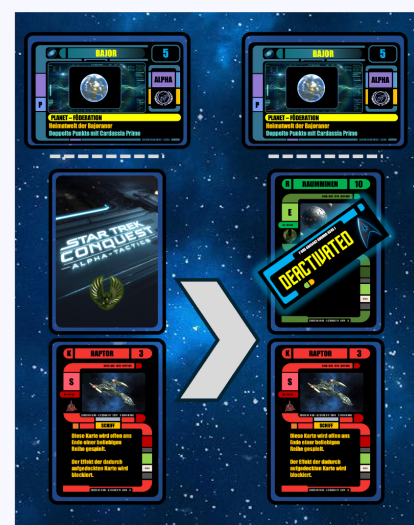 BAJOR 5
ALPHA
P
PLANET – FÖDERATION
Heimatwelt der Bajoraner
Doppelte Punkte mit Cardassia Prime
BAJOR 5
ALPHA
P
PLANET – FÖDERATION
Heimatwelt der Bajoraner
Doppelte Punkte mit Cardassia Prime
STAR TREK
CONQUEST
ALPHA-TACTICS
R RAUMMINEN 10
E
DEACTIVATED
K RAPTOR 3
S
SCHIFF
Diese Karte wird offen ans
Ende einer beliebigen
Reihe gespielt.
Der Effekt der dadurch
aufgedeckten Karte wird
blockiert.
K RAPTOR 3
S
SCHIFF
Diese Karte wird offen ans
Ende einer beliebigen
Reihe gespielt.
Der Effekt der dadurch
aufgedeckten Karte wird
blockiert.